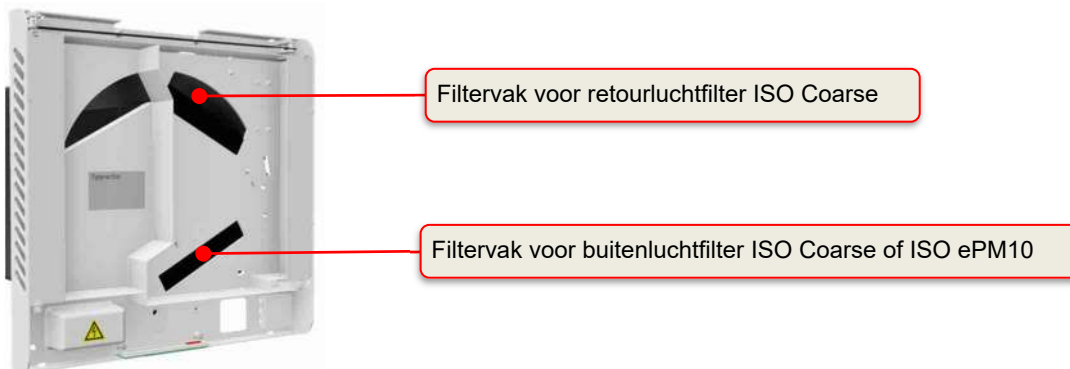 Filtervak voor retourluchtfilter ISO Coarse
Filtervak voor buitenluchtfilter ISO Coarse of ISO ePM10